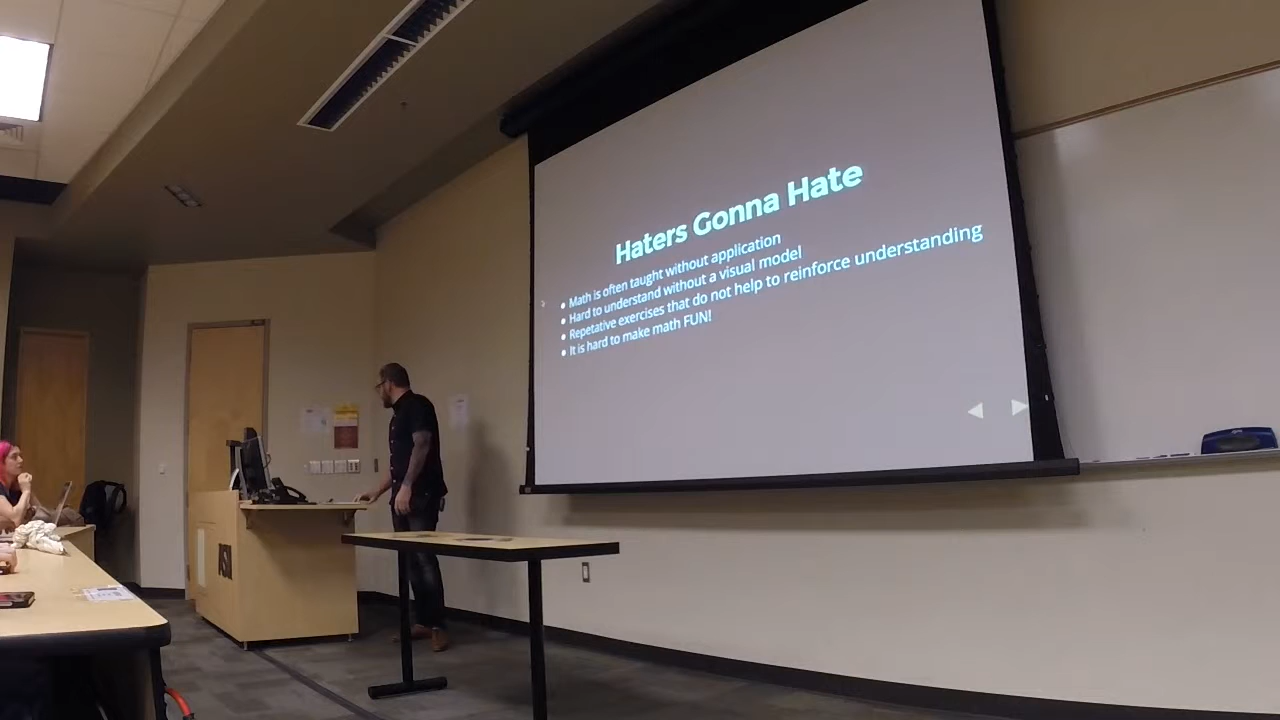 Haters Gonna Hate
Math is often taught without application
Hard to understand without a visual model
Repetative exercises that do not help to reinforce understanding
It is hard to make math FUN!